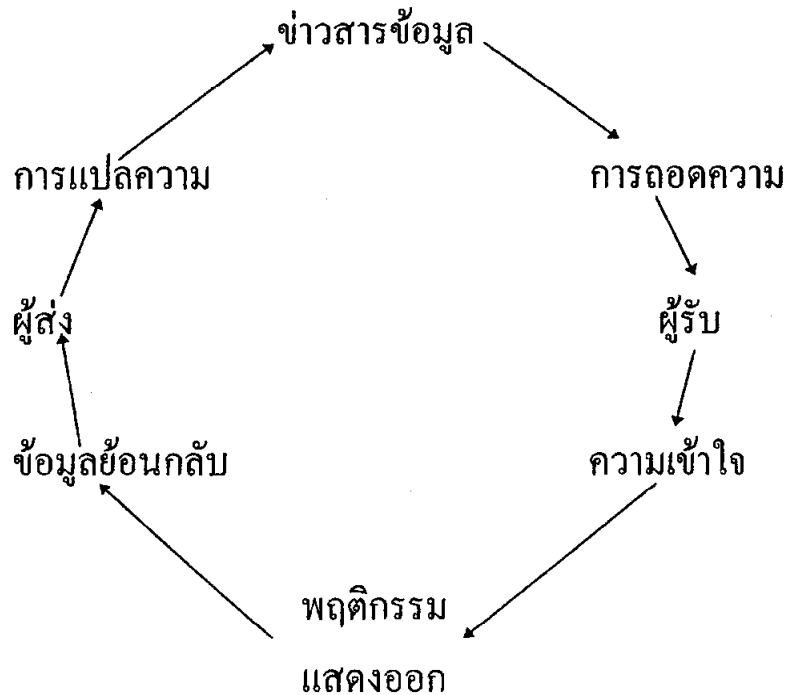 ข่าวสารข้อมูล
การแปลความ
การถอดความ
ผู้ส่ง
ผู้รับ
ข้อมูลย้อนกลับ
ความเข้าใจ
พฤติกรรม
แสดงออก